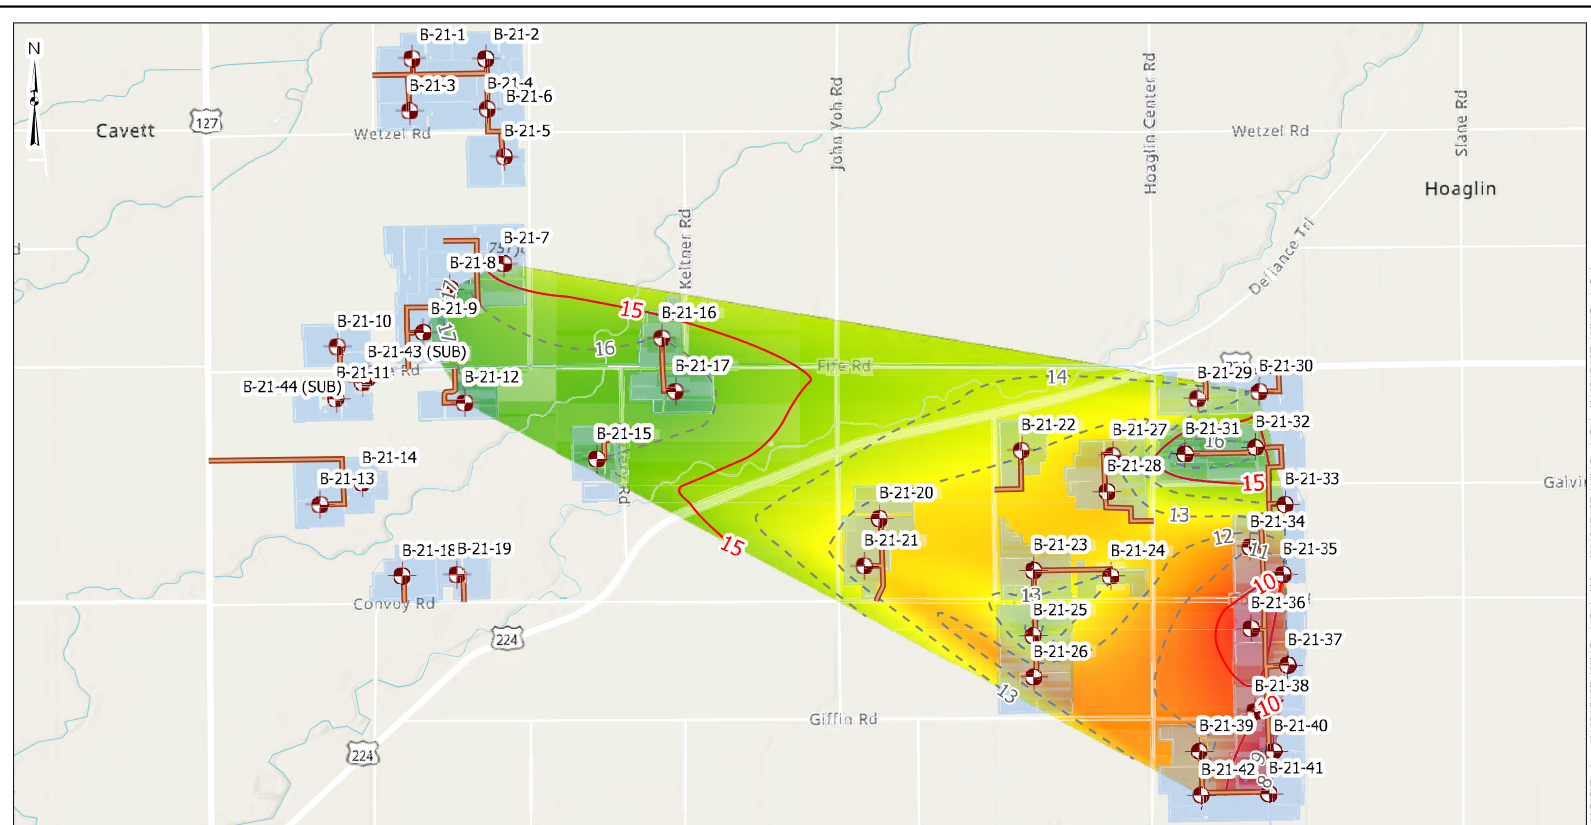 N
B-21-1
B-21-2
B-21-3
B-21-4
B-21-6
B-21-5
Cavett
127
Wetzel Rd
Wetzel Rd
John Yoh Rd
Hoaglin Center Rd
Slane Rd
Hoaglin
Keltner Rd
Defiance Trl
B-21-7
B-21-8
17
B-21-9
17
B-21-10
B-21-43 (SUB)
B-21-11
B-21-44 (SUB)
B-21-12
15
B-21-16
16
B-21-17
Fife Rd
14
B-21-29
B-21-30
B-21-15
B-21-22
B-21-27
B-21-31
B-21-32
16
B-21-28
15
B-21-33
B-21-14
B-21-13
B-21-20
13
B-21-34
12
11
B-21-35
B-21-21
15
B-21-23
B-21-24
B-21-18
B-21-19
Convoy Rd
10
13
B-21-25
B-21-36
224
B-21-37
B-21-26
13
B-21-38
10
Giffin Rd
B-21-39
B-21-40
224
9
B-21-42
B-21-41
8